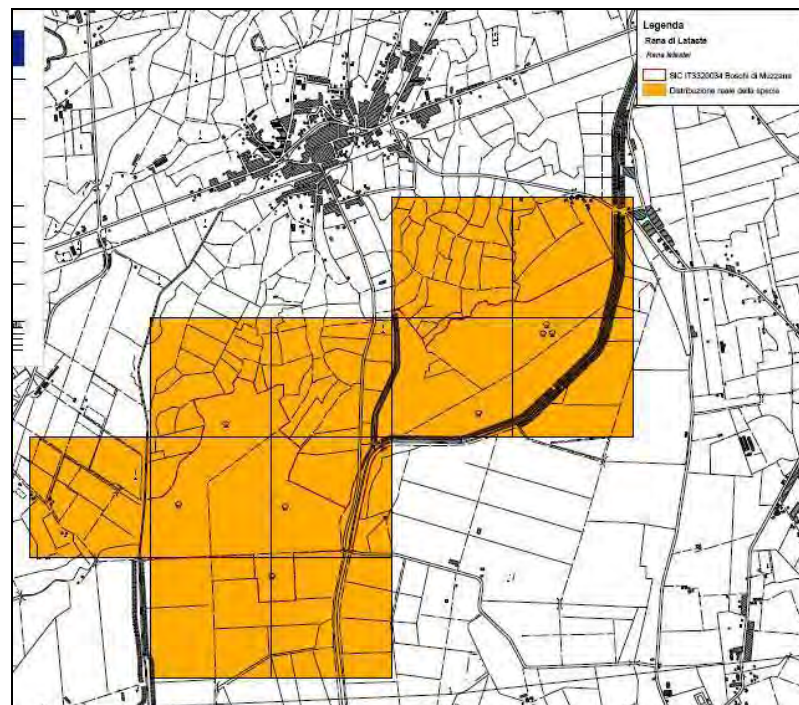 Legenda
Rana di Lataste
Rana latastei
SIC IT3320034 Boschi di Muzzana
Distribuzione reale della specie